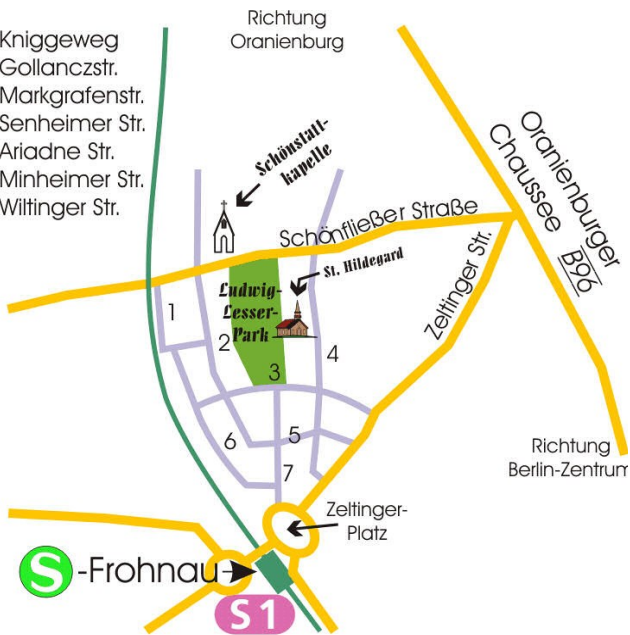 Richtung
Oranienburg
Kniggeweg
Gollanczstr.
Markgrafenstr.
Senheimer Str.
Ariadne Str.
Minheimer Str.
Wiltinger Str.
Schönstatt-
kapelle
Oranienburger
Chaussee
B96
Schönfließer Straße
St. Hildegard
Zeltinger Str.
Ludwig-
Lesser-
Park
1
2
3
4
5
6
7
Richtung
Berlin-Zentrum
Zeltinger-
Platz
S-Frohnau
S 1